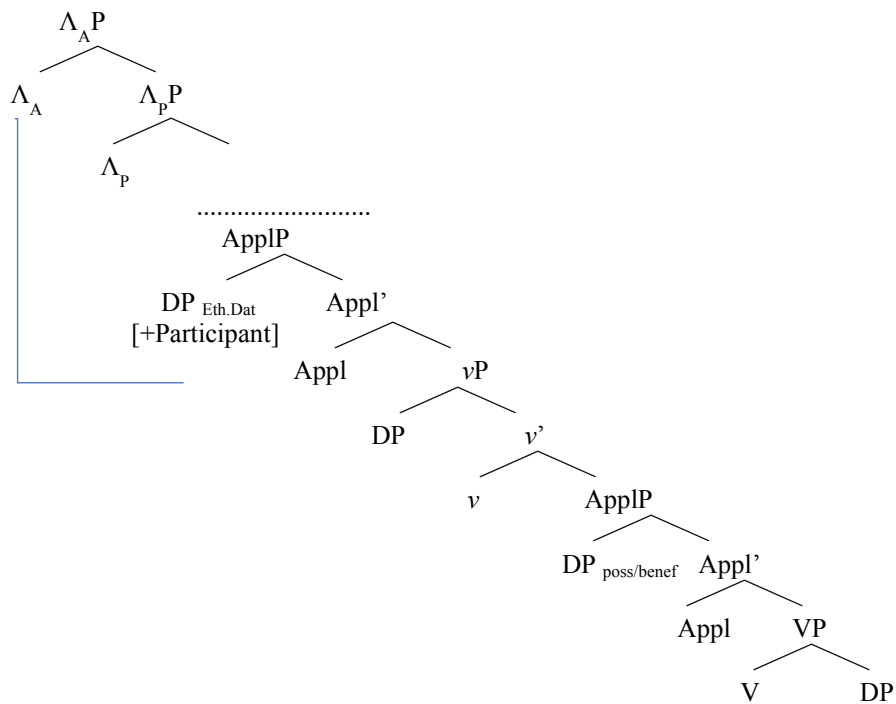 Λ_A P
Λ_A Λ_P P
Λ_P
........................
ApplP
DP Eth.Dat Appl’
[+Participant]
Appl vP
DP v’
v ApplP
DP poss/benef Appl’
Appl VP
V DP